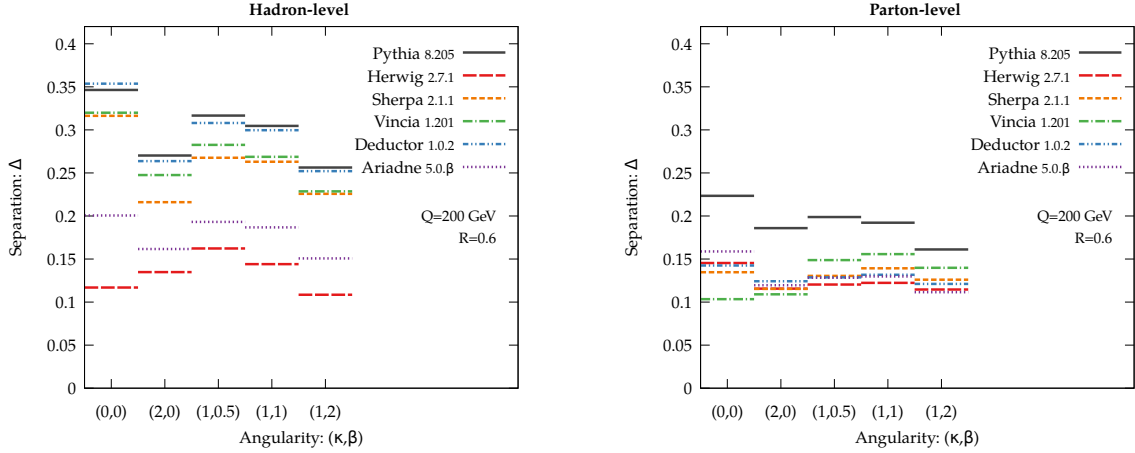 Hadron-level
0.4
0.35
0.3
0.25
0.2
0.15
0.1
0.05
0
Separation: Δ
Pythia 8.205
Herwig 2.7.1
Sherpa 2.1.1
Vincia 1.201
Deductor 1.0.2
Ariadne 5.0.β
Q=200 GeV
R=0.6
(0,0) (2,0) (1,0.5) (1,1) (1,2)
Angularity: (κ,β)
Parton-level
0.4
0.35
0.3
0.25
0.2
0.15
0.1
0.05
0
Separation: Δ
Pythia 8.205
Herwig 2.7.1
Sherpa 2.1.1
Vincia 1.201
Deductor 1.0.2
Ariadne 5.0.β
Q=200 GeV
R=0.6
(0,0) (2,0) (1,0.5) (1,1) (1,2)
Angularity: (κ,β)